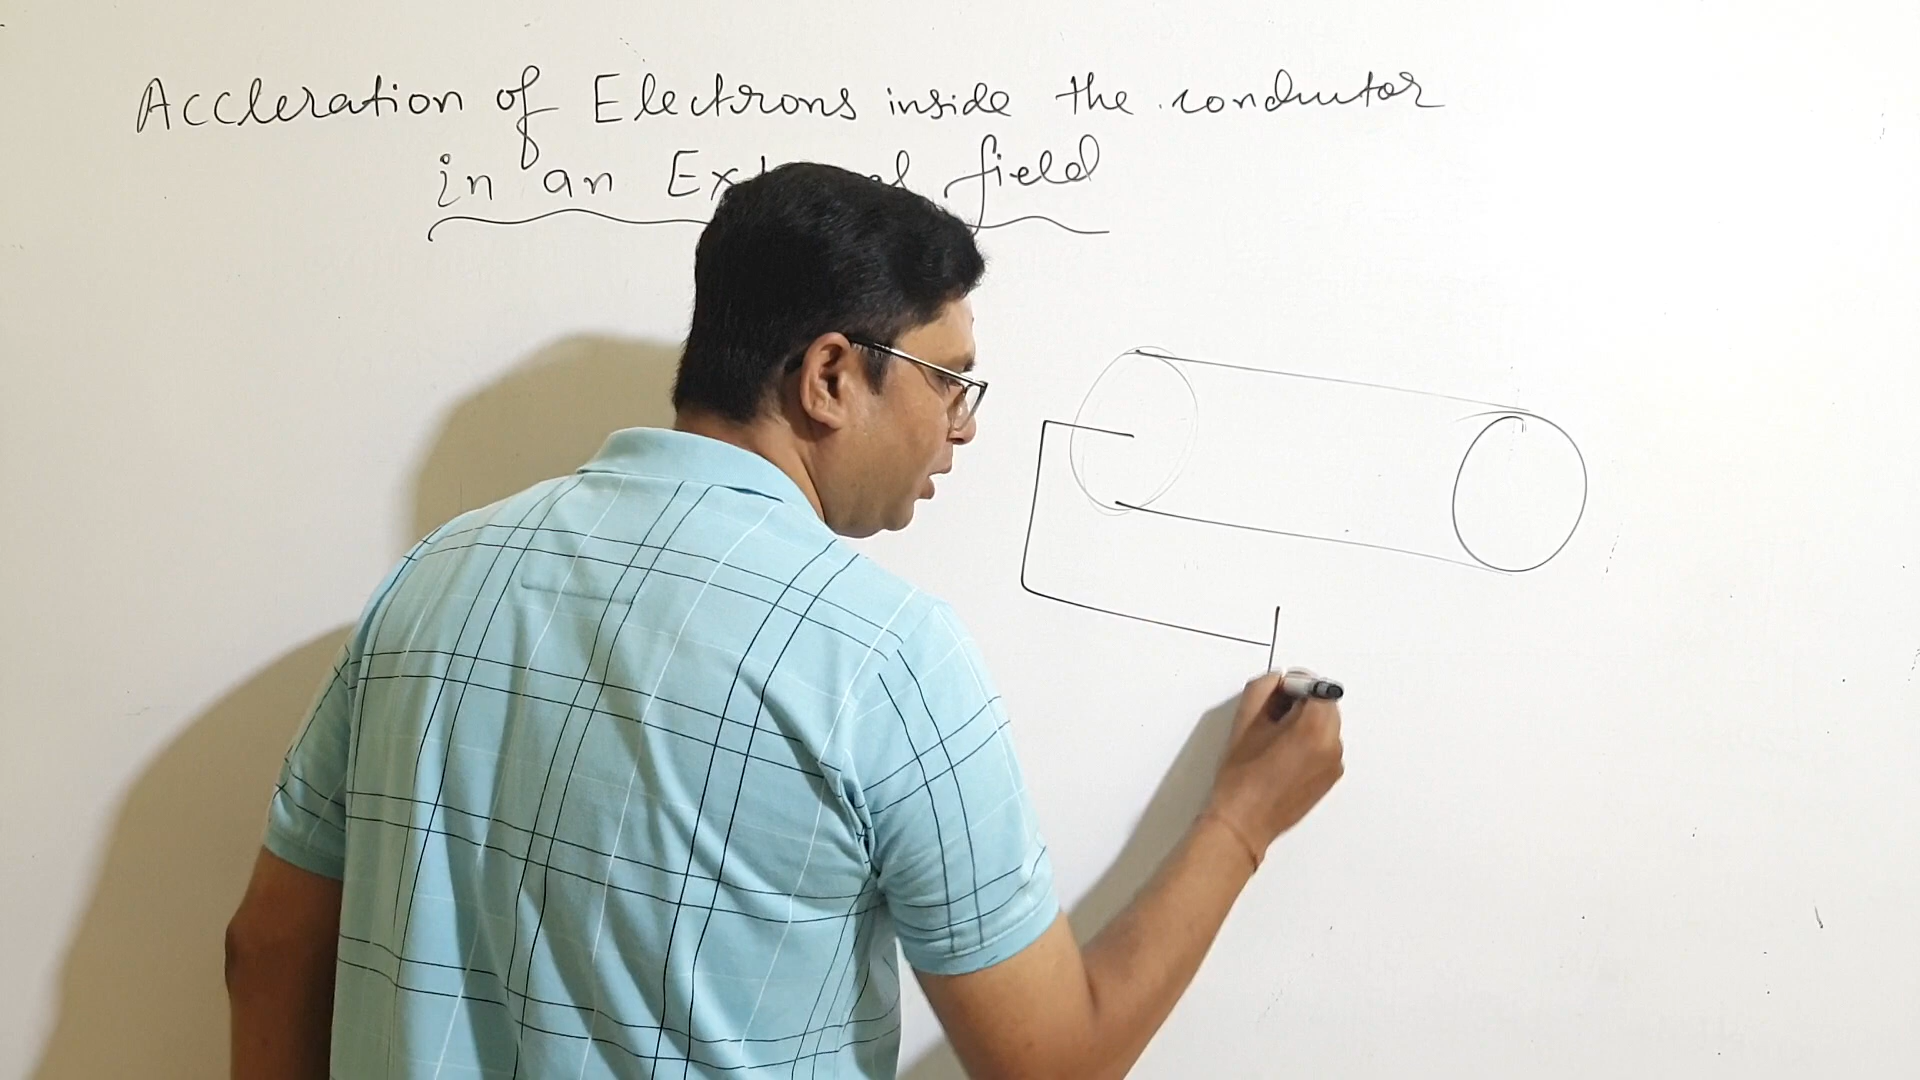 Accleration of Electrons inside the conductor
in an field